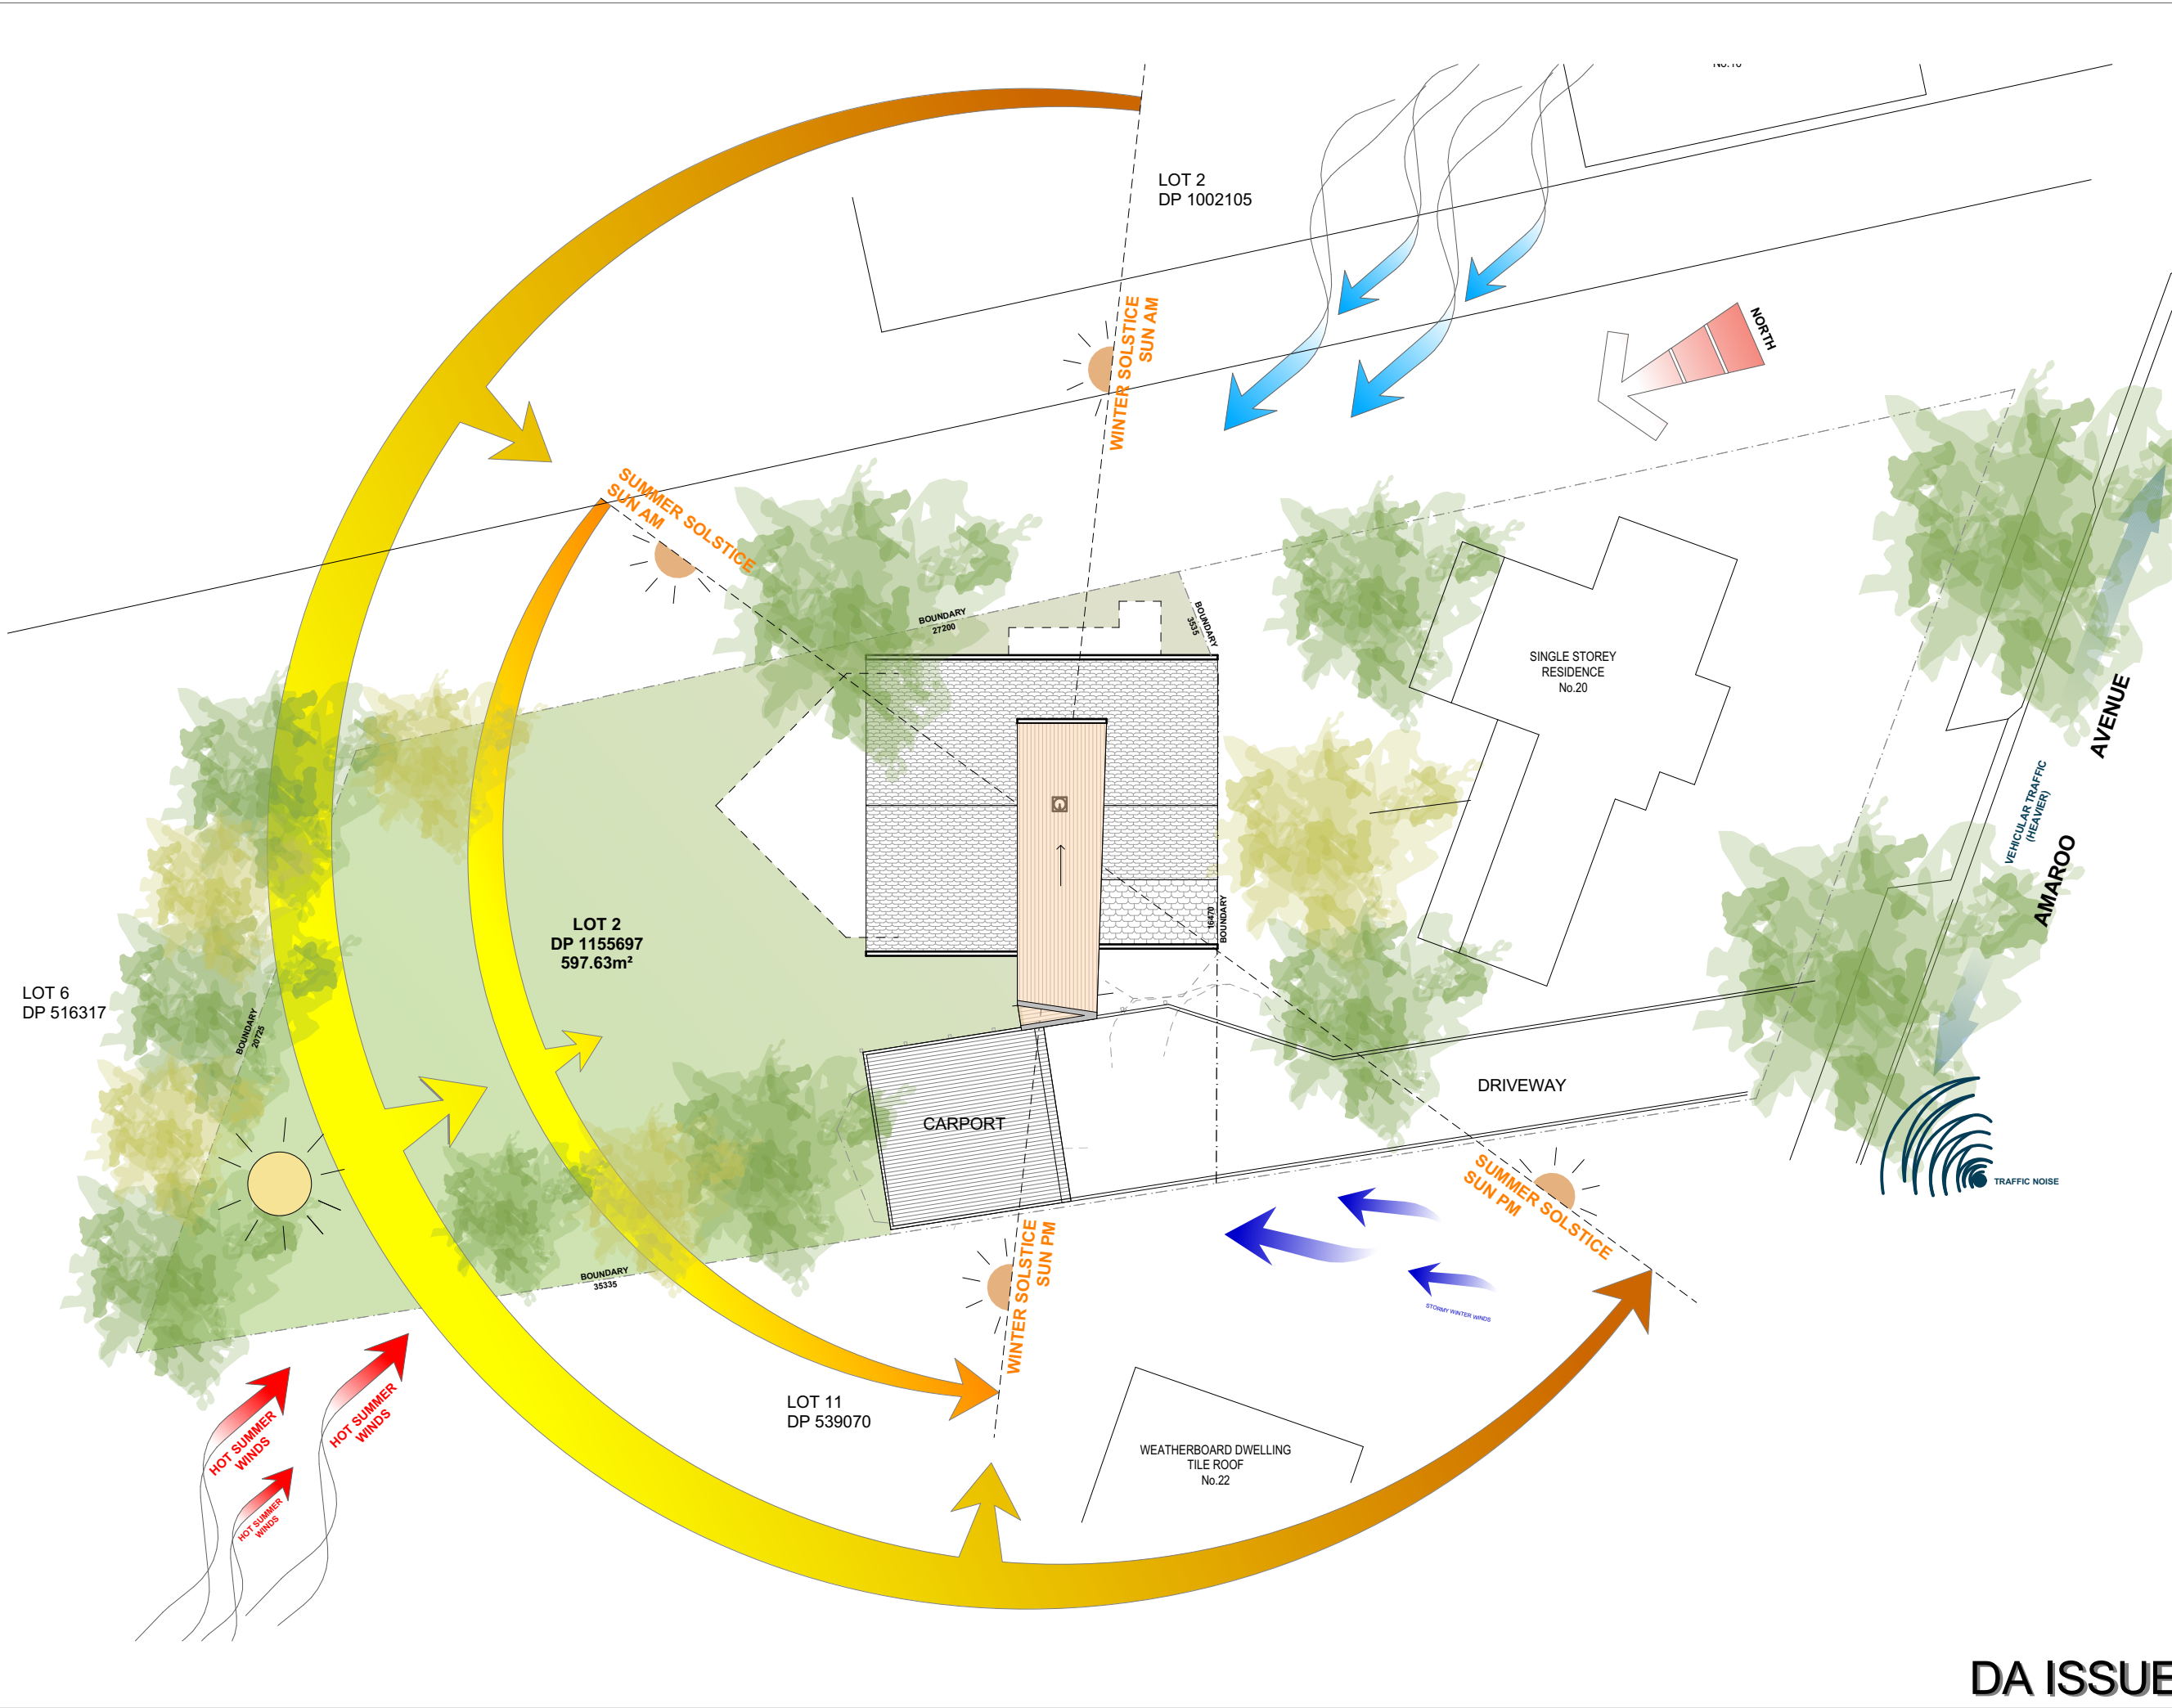 No.16
LOT 2
DP 1002105
WINTER SOLSTICE
SUN AM
NORTH
SUMMER SOLSTICE
SUN AM
BOUNDARY
27200
BOUNDARY
3535
SINGLE STOREY
RESIDENCE
No.20
AVENUE
AMAROO
VEHICULAR TRAFFIC
(HEAVIER)
LOT 2
DP 1155697
597.63m²
16470
BOUNDARY
LOT 6
DP 516317
BOUNDARY
20725
DRIVEWAY
CARPORT
TRAFFIC NOISE
SUMMER SOLSTICE
SUN PM
WINTER SOLSTICE
SUN PM
BOUNDARY
35335
STORMY WINTER WINDS
HOT SUMMER
WINDS
HOT SUMMER
WINDS
HOT SUMMER
WINDS
LOT 11
DP 539070
WEATHERBOARD DWELLING
TILE ROOF
No.22
DA ISSUE